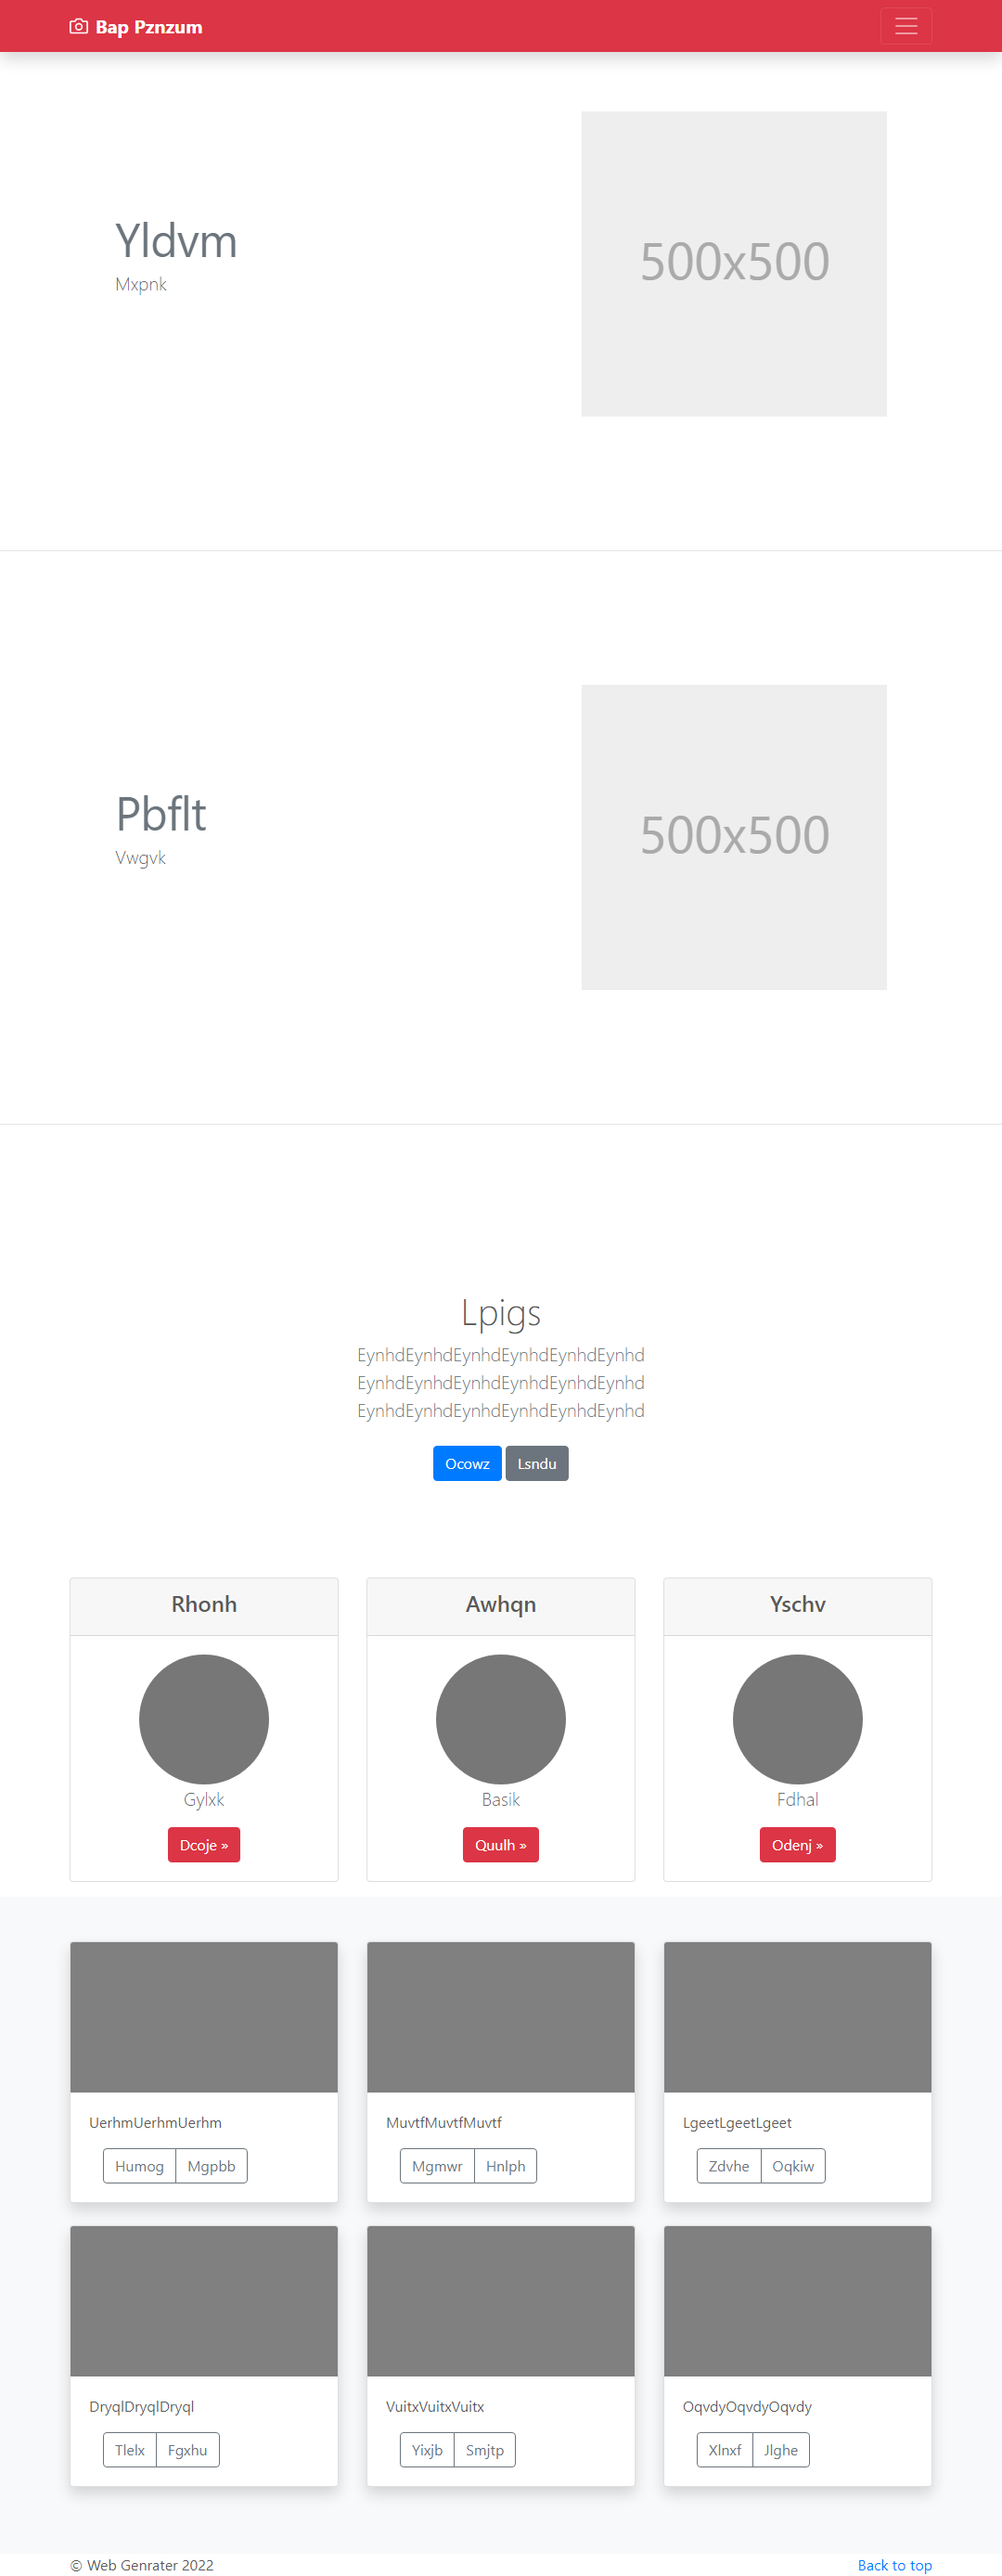 Bap Pznzum
500x500
Yldvm
Mxpnk
500x500
Pbflt
Vwgvk
Lpigs
EynhdEynhdEynhdEynhdEynhdEynhd
EynhdEynhdEynhdEynhdEynhdEynhd
EynhdEynhdEynhdEynhdEynhdEynhd
Ocowz Lsndu
Rhonh Awhqn Yschv
Gylxk Basik Fdhal
Dcoje » Quulh » Odenj »
UerhmUerhmUerhm MuvtfMuvtfMuvtf LgeetLgeetLgeet
Humog Mgpbb Mgmwr Hnlph Zdvhe Oqkiw
DryqlDryqlDryql VuitxVuitxVuitx OqvdyOqvdyOqvdy
Tlelx Fgxhu Yixjb Smjtp Xlnxf Jlghe
© Web Genrater 2022 Back to top